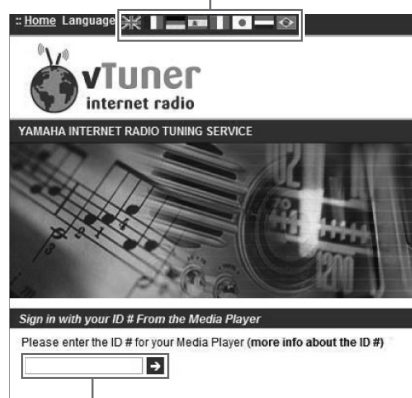 :: Home Language
vTuner
internet radio
YAMAHA INTERNET RADIO TUNING SERVICE
Sign in with your ID # From the Media Player
Please enter the ID # for your Media Player (more info about the ID #)